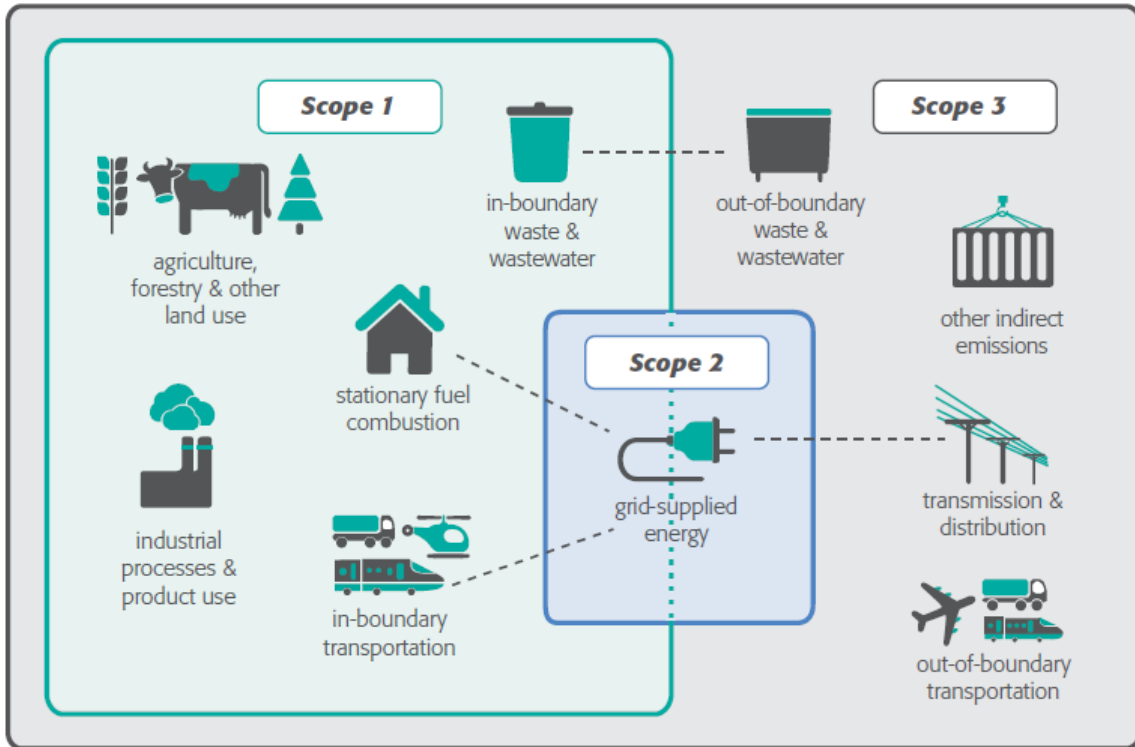 Scope 1
Scope 3
in-boundary
waste &
wastewater
out-of-boundary
waste &
wastewater
agriculture,
forestry & other
land use
other indirect
emissions
Scope 2
stationary fuel
combustion
grid-supplied
energy
transmission &
distribution
industrial
processes &
product use
in-boundary
transportation
out-of-boundary
transportation